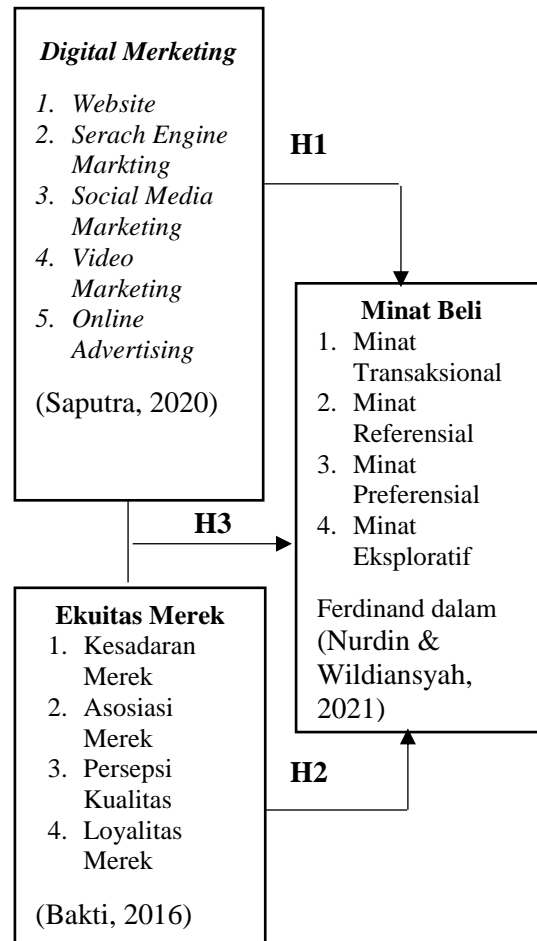 Digital Merketing
1. Website
2. Serach Engine
Markting
3. Social Media
Marketing
4. Video
Marketing
5. Online
Advertising
(Saputra, 2020)
H1
Minat Beli
1. Minat
Transaksional
2. Minat
Referensial
3. Minat
Preferensial
4. Minat
Eksploratif
Ferdinand dalam
(Nurdin &
Wildiansyah,
2021)
H3
Ekuitas Merek
1. Kesadaran
Merek
2. Asosiasi
Merek
3. Persepsi
Kualitas
4. Loyalitas
Merek
(Bakti, 2016)
H2